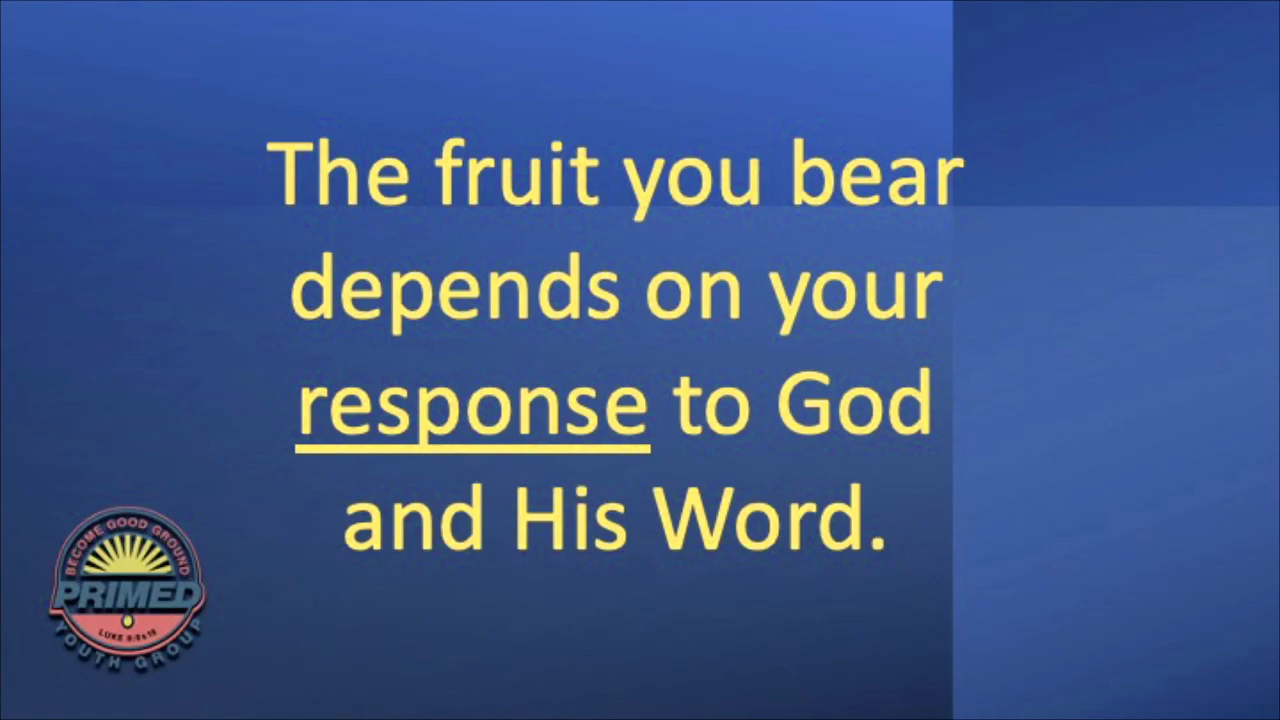 The fruit you bear
depends on your
response to God
and His Word.
BECOME GOOD GROUND
PRIMED
LUKE
YOUTH GROUP